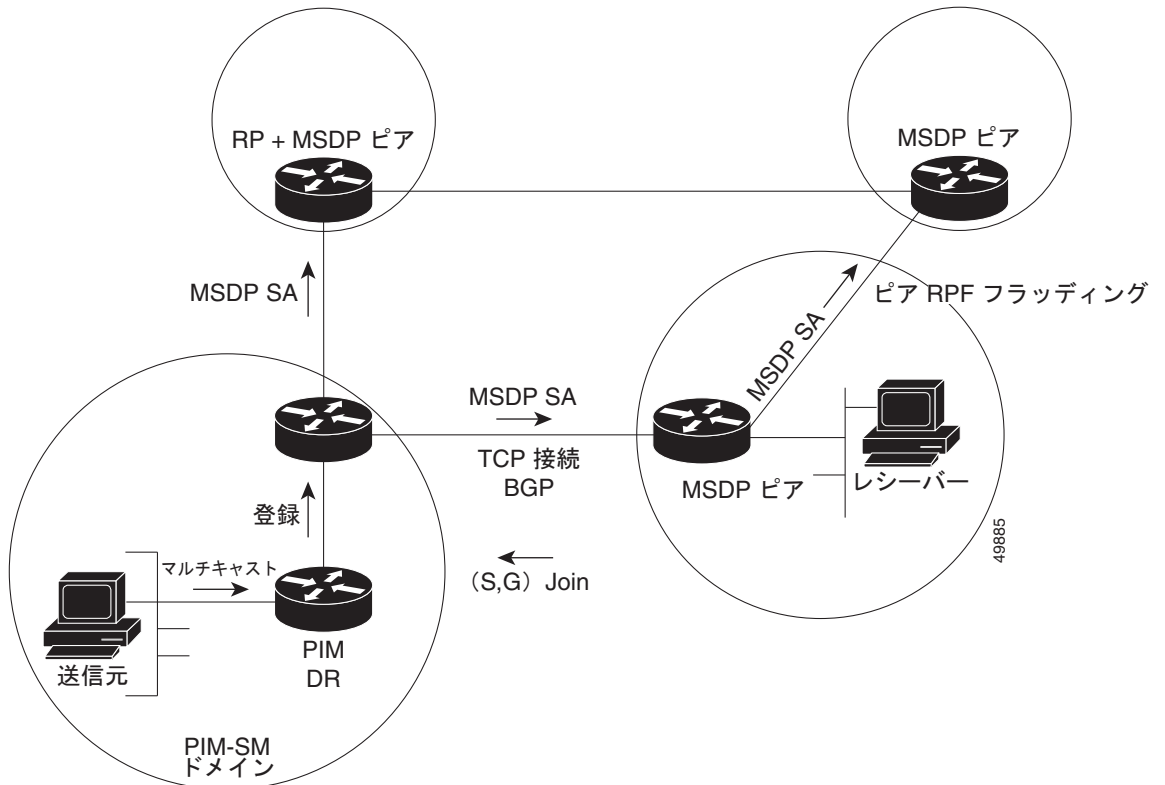 RP + MSDP ピア
MSDP ピア
MSDP SA
ピア RPF フラッディング
MSDP SA
MSDP SA
TCP 接続
BGP
MSDP ピア
レシーバー
登録
マルチキャスト
(S,G) Join
49885
送信元
PIM
DR
PIM-SM
ドメイン